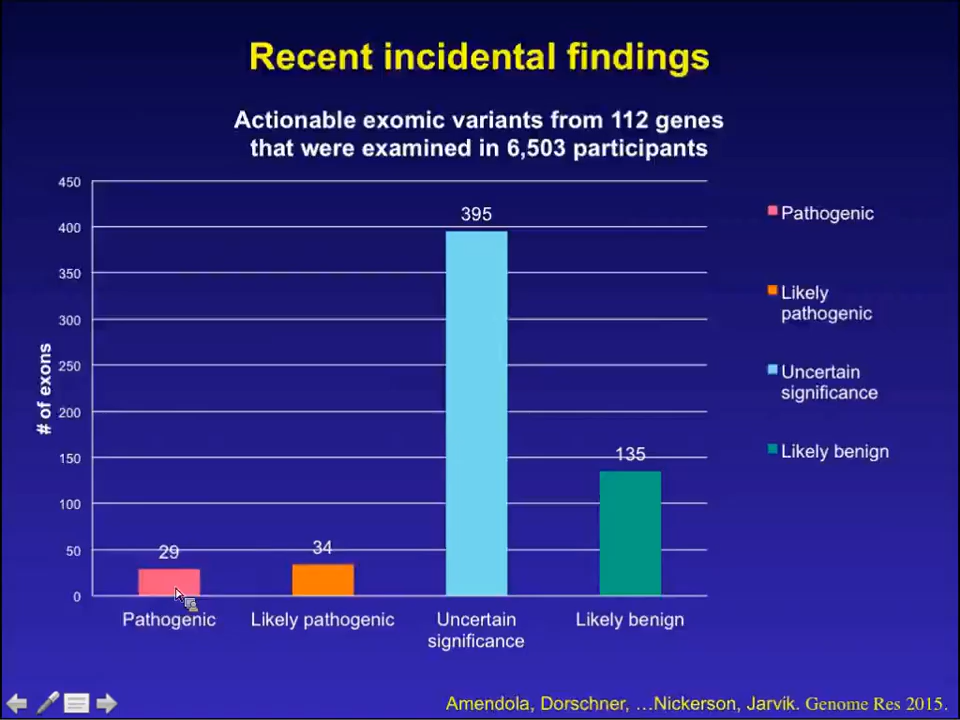 Recent incidental findings
Actionable exomic variants from 112 genes
that were examined in 6,503 participants
450
400
350
300
250
200
150
100
50
0
# of exons
29
34
395
135
Pathogenic
Likely pathogenic
Uncertain
significance
Likely benign
Pathogenic
Likely
pathogenic
Uncertain
significance
Likely benign
Amendola, Dorschner, …Nickerson, Jarvik. Genome Res 2015.